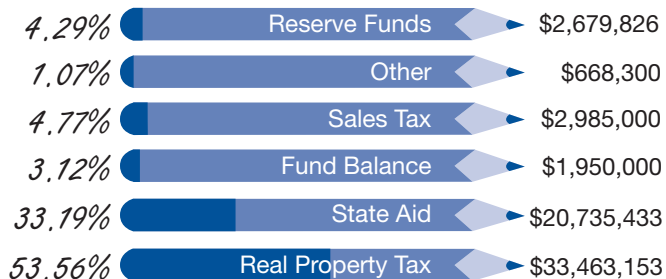 4.29% Reserve Funds $2,679,826
1.07% Other $668,300
4.77% Sales Tax $2,985,000
3.12% Fund Balance $1,950,000
33.19% State Aid $20,735,433
53.56% Real Property Tax $33,463,153